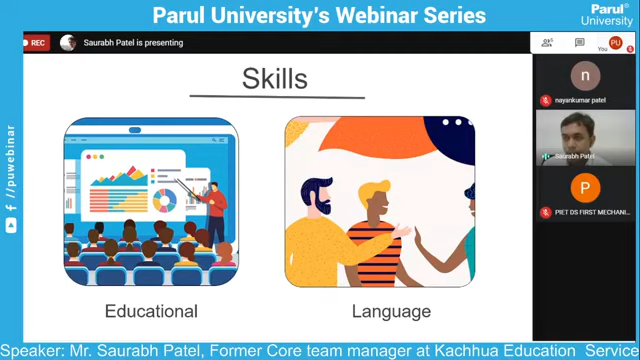 Parul University's Webinar Series
Parul®
University
REC
Saurabh Patel is presenting
You
PU
Skills
n
nayankumar patel
Saurabh Patel
P
PIET DS FIRST MECHANI...
//puwebinar
Educational
Language
Speaker: Mr. Saurabh Patel, Former Core team manager at Kachhua Education Service